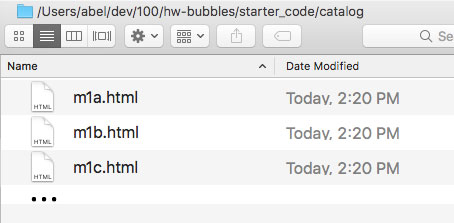 /Users/abel/dev/100/hw-bubbles/starter_code/catalog
Se
Name Date Modified
HTML m1a.html Today, 2:20 PM
HTML m1b.html Today, 2:20 PM
HTML m1c.html Today, 2:20 PM
•••